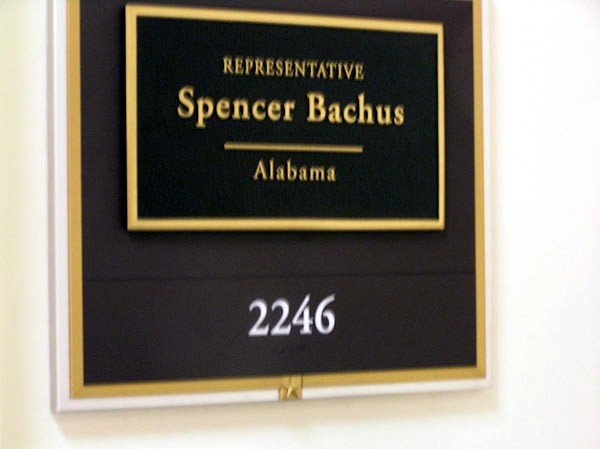 REPRESENTATIVE
Spencer Bachus
Alabama
2246